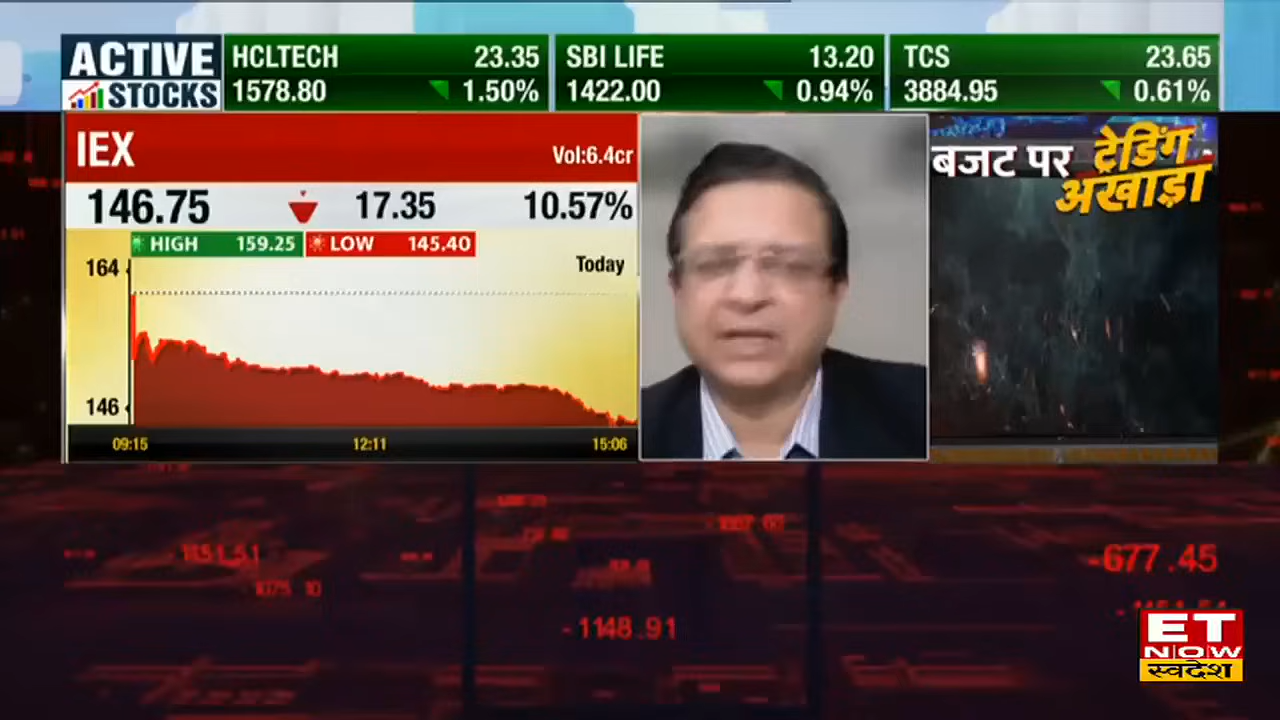 ACTIVE
STOCKS
HCLTECH 23.35
1578.80 1.50%
SBI LIFE 13.20
1422.00 0.94%
TCS 23.65
3884.95 0.61%
IEX Vol:6.4cr
146.75 17.35 10.57%
HIGH 159.25 LOW 145.40
Today
164
146
09:15 12:11 15:06
बजट पर ट्रेडिंग
अखाड़ा
-677.45
-1148.91
ET
NOW
स्वदेश